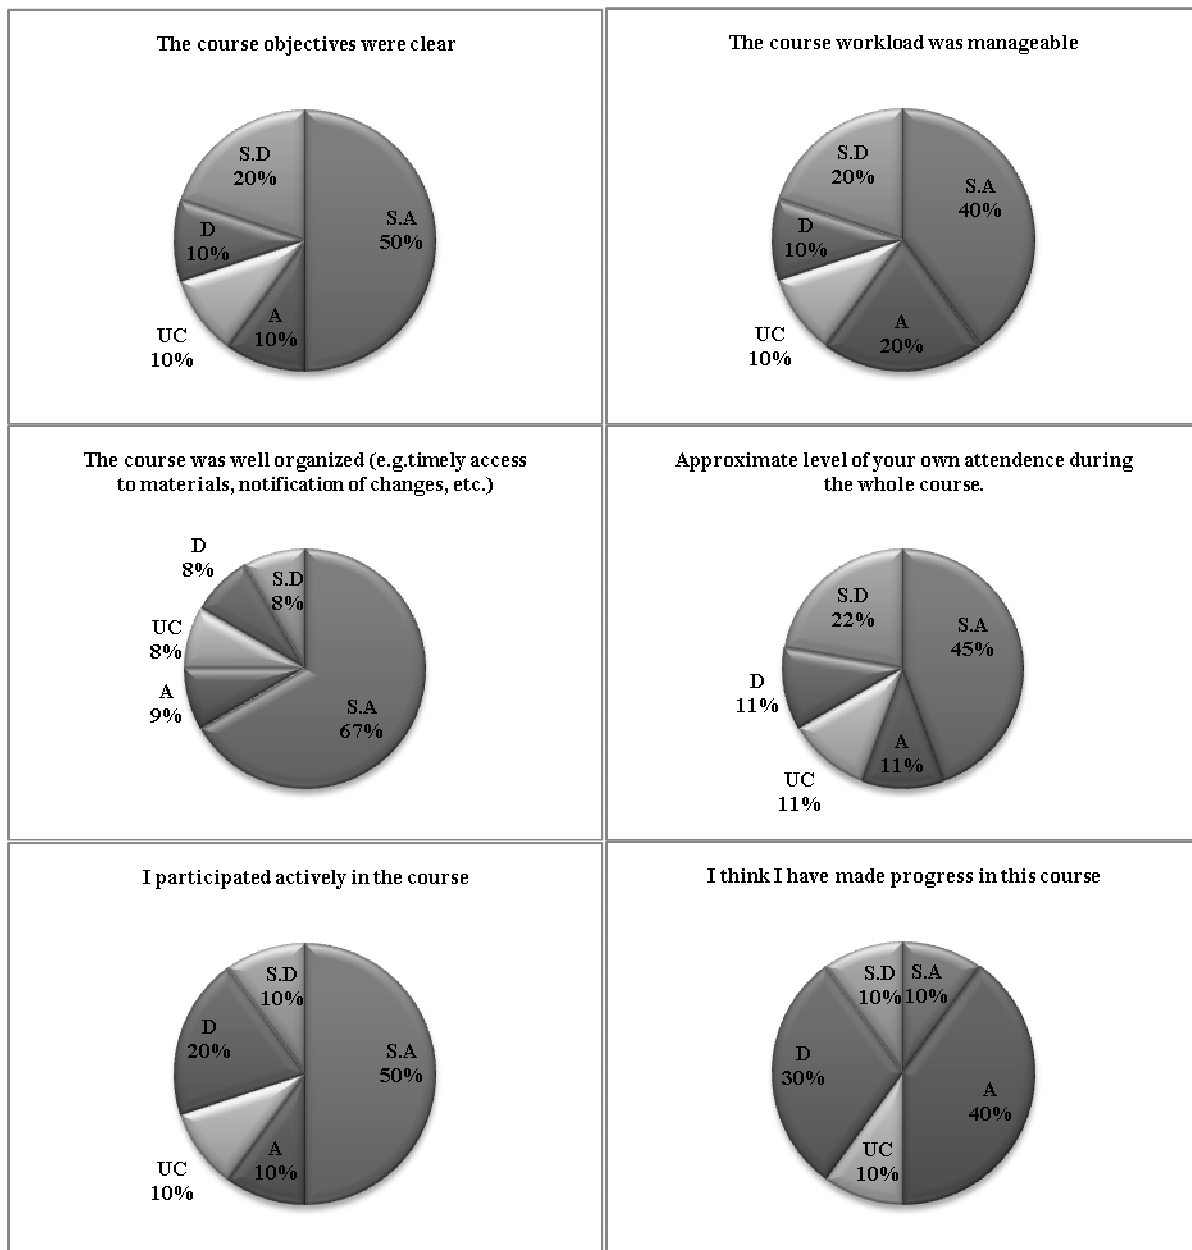 The course objectives were clear
S.D
20%
S.A
50%
D
10%
A
10%
UC
10%
The course workload was manageable
S.D
20%
S.A
40%
D
10%
A
20%
UC
10%
The course was well organized (e.g.timely access
to materials, notification of changes, etc.)
D
8%
S.D
8%
UC
8%
A
9%
S.A
67%
Approximate level of your own attendence during
the whole course.
S.D
22%
S.A
45%
D
11%
A
11%
UC
11%
I participated actively in the course
S.D
10%
D
20%
S.A
50%
A
10%
UC
10%
I think I have made progress in this course
S.D
10%
S.A
10%
D
30%
A
40%
UC
10%